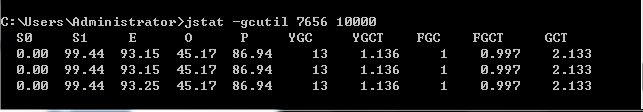 C:\Users\Administrator>jstat -gcutil 7656 10000
S0 S1 E O P YGC YGCT FGC FGCT GCT
0.00 99.44 93.15 45.17 86.94 13 1.136 1 0.997 2.133
0.00 99.44 93.15 45.17 86.94 13 1.136 1 0.997 2.133
0.00 99.44 93.25 45.17 86.94 13 1.136 1 0.997 2.133